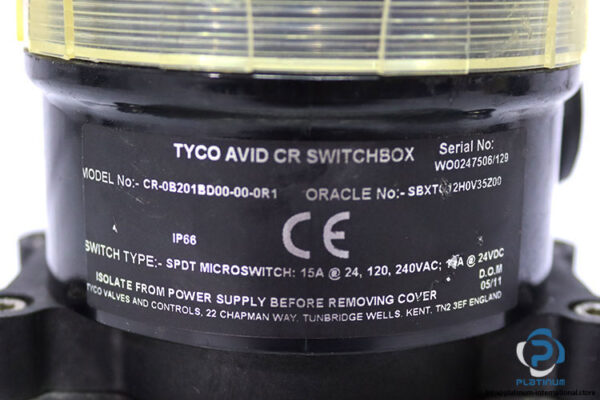 TYCO AVID CR SWITCHBOX
Serial No:
WO0247506/129
MODEL No:- CR-0B201BD00-00-0R1 ORACLE No:-
IP66
CE
SWITCH TYPE:- SPDT MICROSWITCH: 15A @ 24, 120, 240VAC; @ 24VDC
D.O.M
05/11
ISOLATE FROM POWER SUPPLY BEFORE REMOVING COVER
TYCO VALVES AND CONTROLS, 22 CHAPMAN WAY, TUNBRIDGE WELLS. KENT. TN2 3EF ENGLAND
PLATINUM